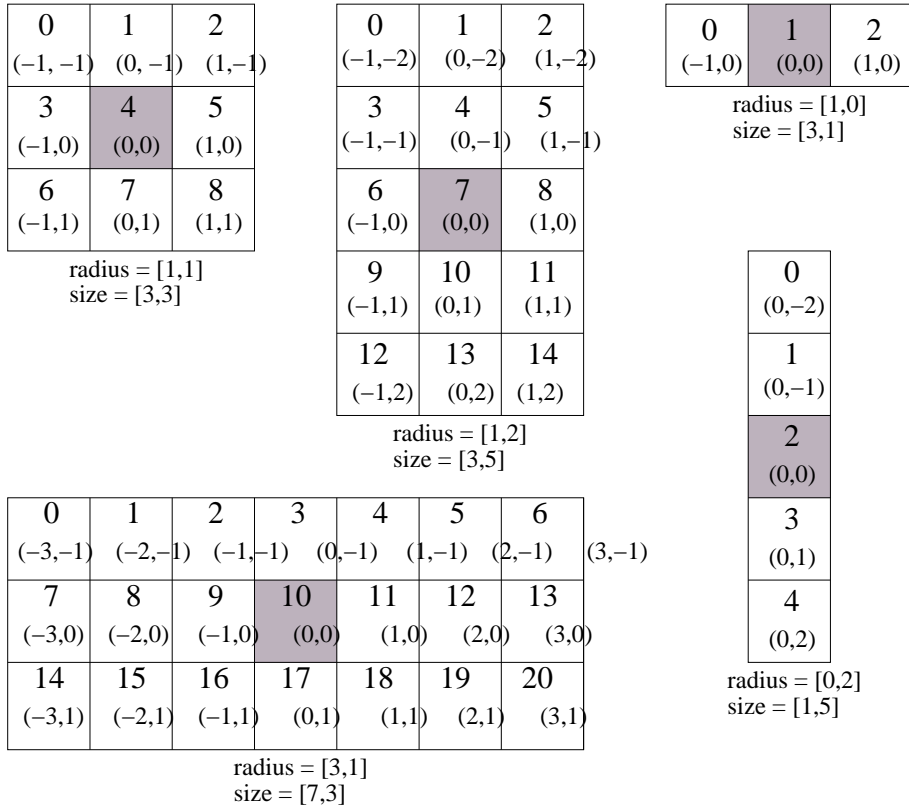 0 1 2
(−1, −1) (0, −1) (1,−1)
3 4 5
(−1,0) (0,0) (1,0)
6 7 8
(−1,1) (0,1) (1,1)
radius = [1,1]
size = [3,3]
0 1 2
(−1,−2) (0,−2) (1,−2)
3 4 5
(−1,−1) (0,−1) (1,−1)
6 7 8
(−1,0) (0,0) (1,0)
9 10 11
(−1,1) (0,1) (1,1)
12 13 14
(−1,2) (0,2) (1,2)
radius = [1,2]
size = [3,5]
0 1 2
(−1,0) (0,0) (1,0)
radius = [1,0]
size = [3,1]
0
(0,−2)
1
(0,−1)
2
(0,0)
3
(0,1)
4
(0,2)
radius = [0,2]
size = [1,5]
0 1 2 3 4 5 6
(−3,−1) (−2,−1) (−1,−1) (0,−1) (1,−1) (2,−1) (3,−1)
7 8 9 10 11 12 13
(−3,0) (−2,0) (−1,0) (0,0) (1,0) (2,0) (3,0)
14 15 16 17 18 19 20
(−3,1) (−2,1) (−1,1) (0,1) (1,1) (2,1) (3,1)
radius = [3,1]
size = [7,3]